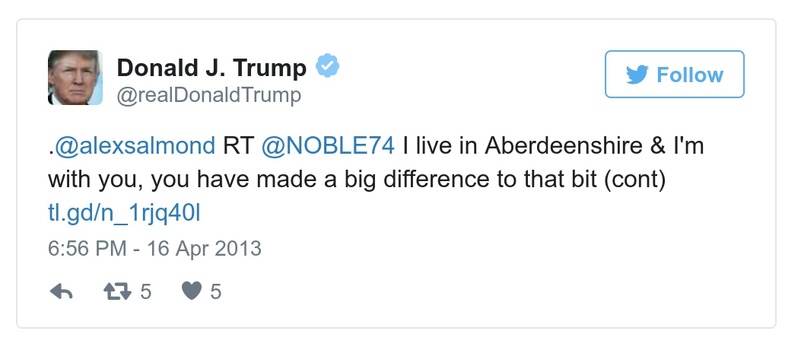 Donald J. Trump
@realDonaldTrump
Follow
.@alexsalmond RT @NOBLE74 I live in Aberdeenshire & I'm
with you, you have made a big difference to that bit (cont)
tl.gd/n_1rjq40l
6:56 PM - 16 Apr 2013
5 5